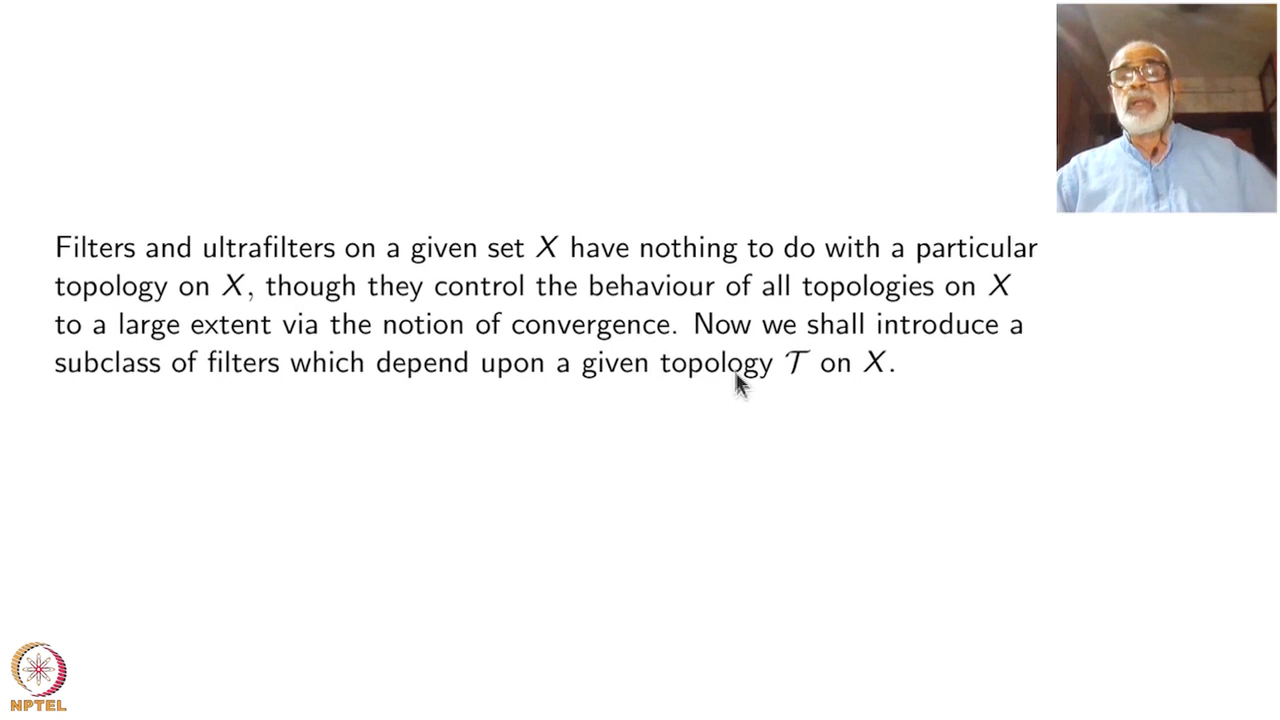 Filters and ultrafilters on a given set X have nothing to do with a particular
topology on X, though they control the behaviour of all topologies on X
to a large extent via the notion of convergence. Now we shall introduce a
subclass of filters which depend upon a given topology 𝒯 on X.
NPTEL